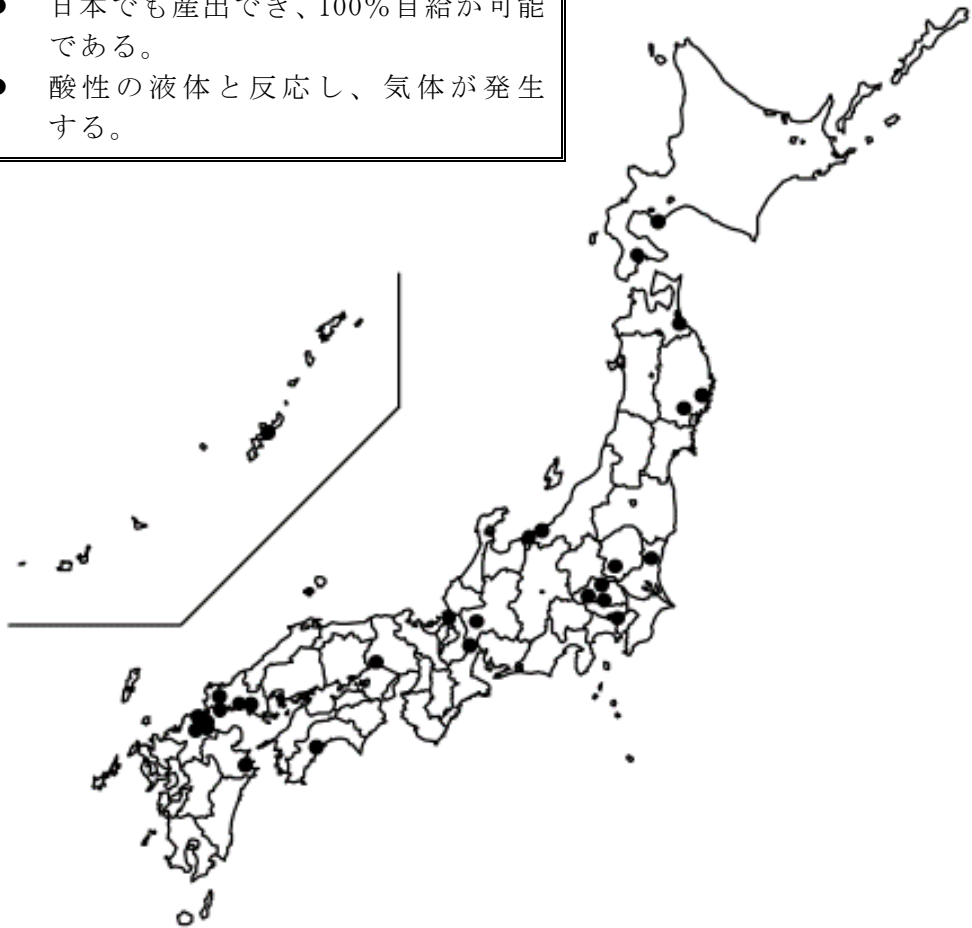 ● 日本でも産出でき、100%自給が可能
である。
● 酸性の液体と反応し、気体が発生
する。